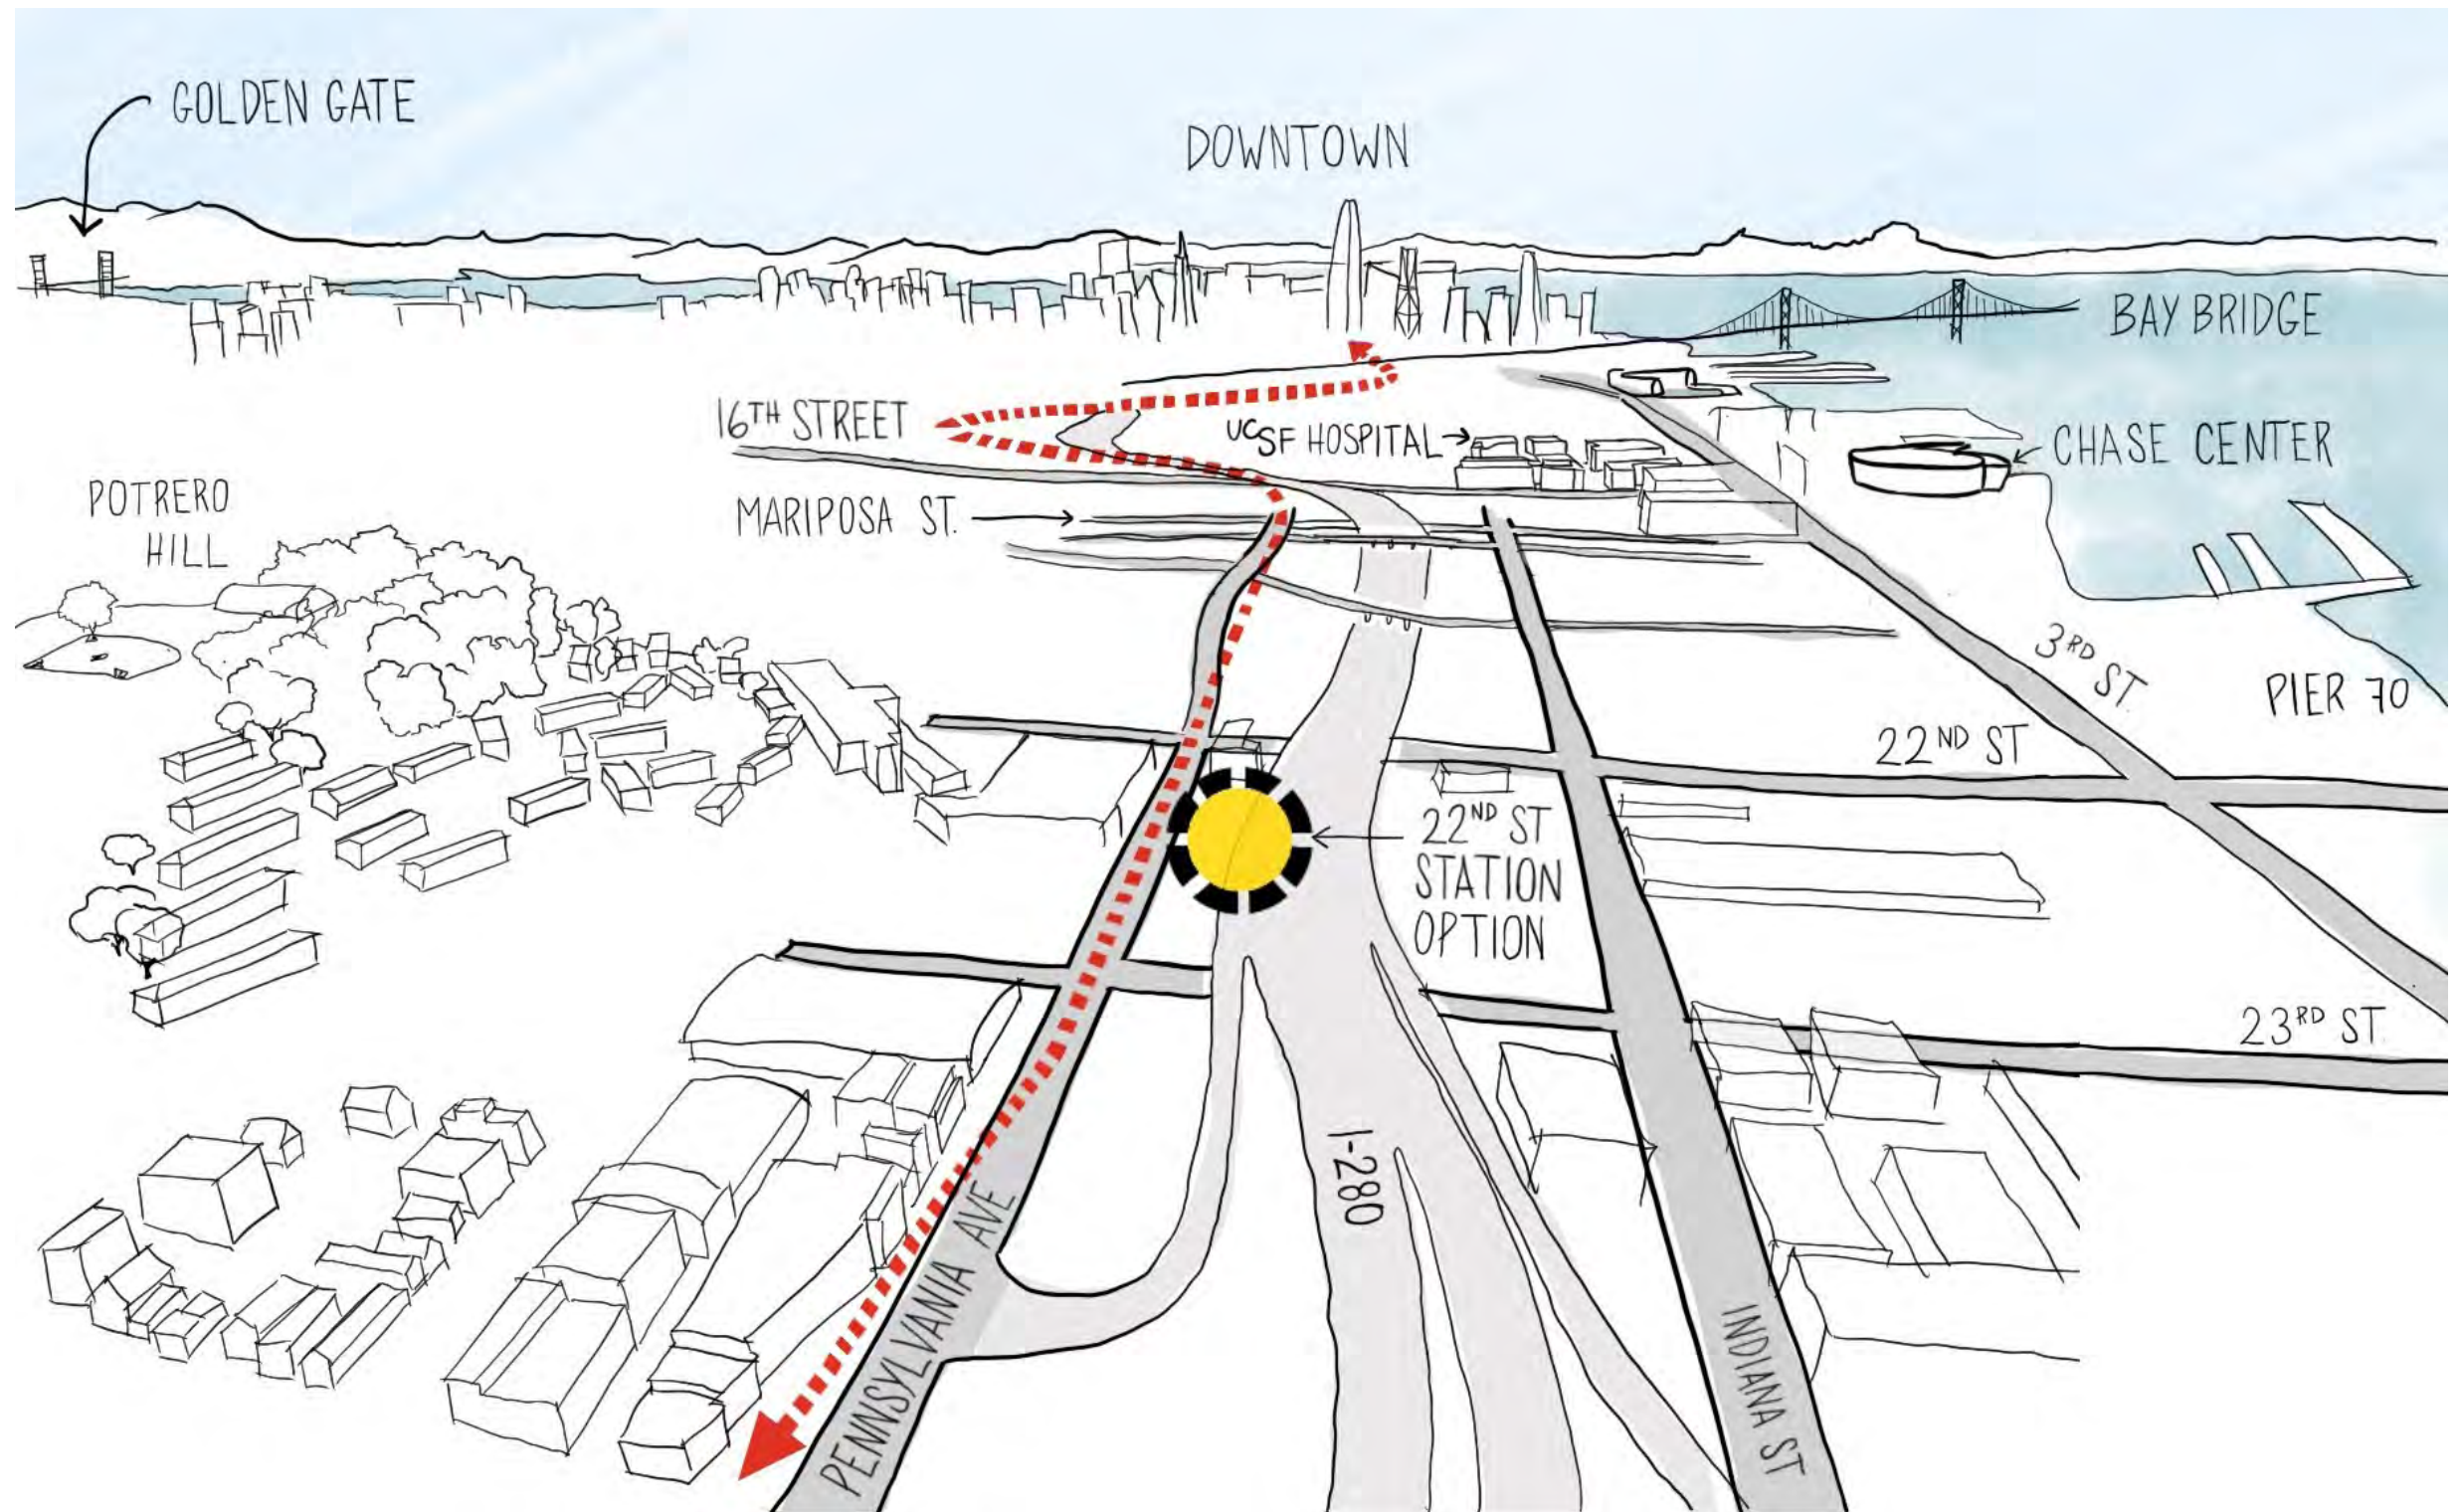 GOLDEN GATE
DOWNTOWN
BAY BRIDGE
16TH STREET
UCSF HOSPITAL
CHASE CENTER
POTRERO
HILL
MARIPOSA ST.
3RD ST.
PIER 70
22ND ST
22ND ST
STATION
OPTION
23RD ST.
I-280
PENNSYLVANIA AVE
INDIANA ST